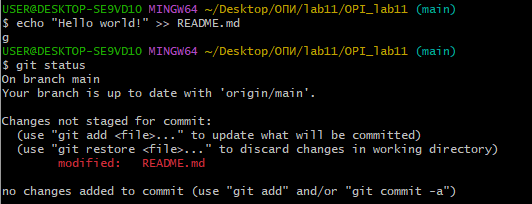 USER@DESKTOP-SE9VD1O MINGW64 ~/Desktop/ОПИ/lab11/OPI_lab11 (main)
$ echo "Hello world!" >> README.md
g
USER@DESKTOP-SE9VD1O MINGW64 ~/Desktop/ОПИ/lab11/OPI_lab11 (main)
$ git status
On branch main
Your branch is up to date with 'origin/main'.

Changes not staged for commit:
  (use "git add <file>..." to update what will be committed)
  (use "git restore <file>..." to discard changes in working directory)
        modified:   README.md

no changes added to commit (use "git add" and/or "git commit -a")